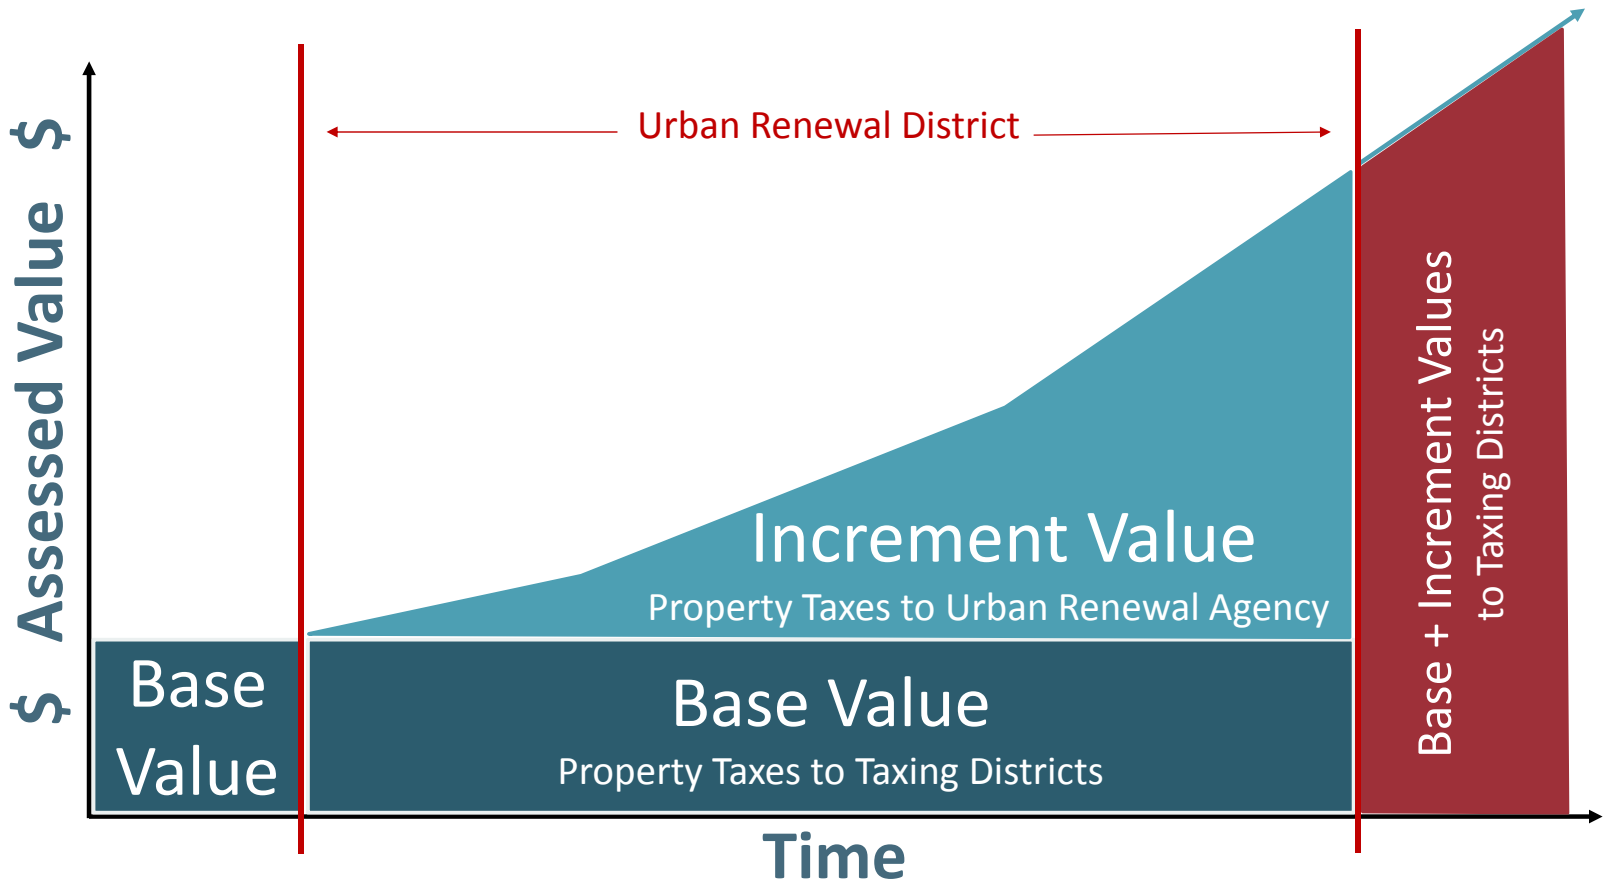 Urban Renewal District
$ Assessed Value $
Increment Value
Property Taxes to Urban Renewal Agency
Base
Value
Base Value
Property Taxes to Taxing Districts
Base + Increment Values
to Taxing Districts
Time